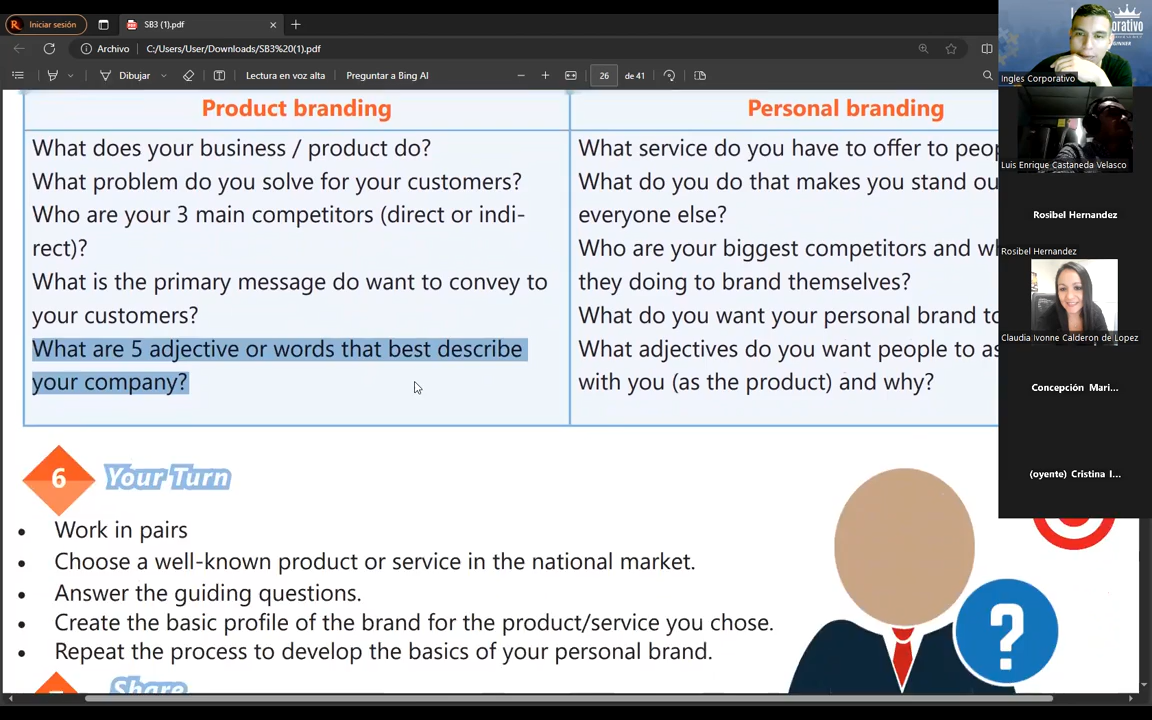 Iniciar sesión
SB3 (1).pdf
Archivo
C:/Users/User/Downloads/SB3%20(1).pdf
Dibujar
Lectura en voz alta
Preguntar a Bing AI
26
de 41
Product branding
What does your business / product do?
What problem do you solve for your customers?
Who are your 3 main competitors (direct or indi-
rect)?
What is the primary message do want to convey to
your customers?
What are 5 adjective or words that best describe
your company?
Personal branding
What service do you have to offer to peo
What do you do that makes you stand ou
everyone else?
Who are your biggest competitors and w
they doing to brand themselves?
What do you want your personal brand to
What adjectives do you want people to as
with you (as the product) and why?
6
Your Turn
• Work in pairs
• Choose a well-known product or service in the national market.
• Answer the guiding questions.
• Create the basic profile of the brand for the product/service you chose.
• Repeat the process to develop the basics of your personal brand.
?
Share
Ingles Corporativo
Luis Enrique Castaneda Velasco
Rosibel Hernandez
Rosibel Hernandez
Claudia Ivonne Calderon de Lopez
Concepción Mari...
(oyente) Cristina I...